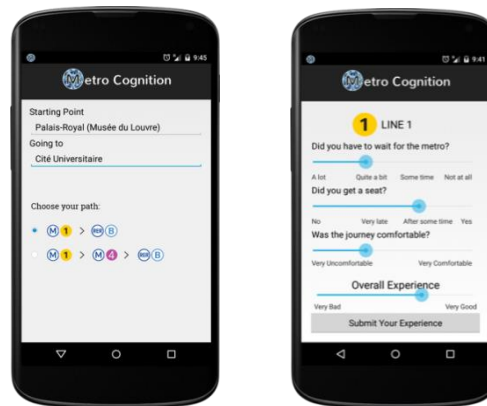 9:45
Metro Cognition
Starting Point
Palais-Royal (Musée du Louvre)
Going to
Cité Universitaire
Choose your path:
M 1 > RER B
M 1 > M 4 > RER B
9:41
Metro Cognition
1 LINE 1
Did you have to wait for the metro?
A lot Quite a bit Some time Not at all
Did you get a seat?
No Very late After some time Yes
Was the journey comfortable?
Very Uncomfortable Very Comfortable
Overall Experience
Very Bad Very Good
Submit Your Experience